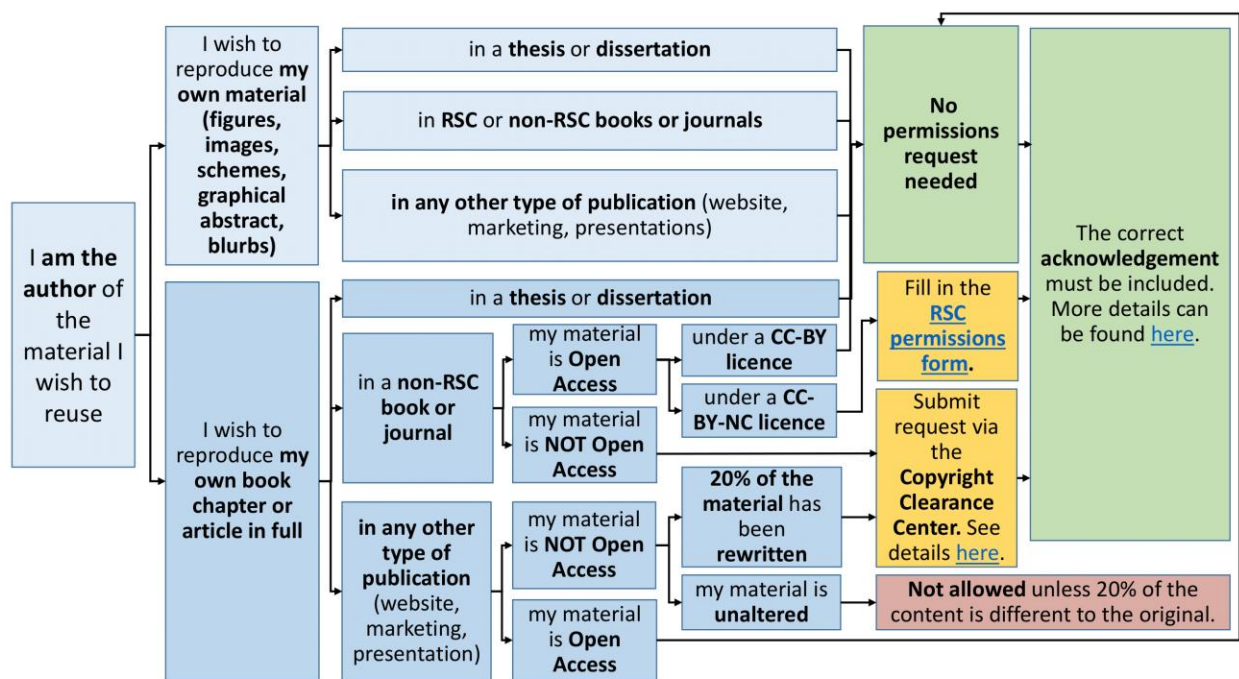 I am the
author of
the
material I
wish to
reuse
I wish to
reproduce my
own material
(figures,
images,
schemes,
graphical
abstract,
blurbs)
in a thesis or dissertation
in RSC or non-RSC books or journals
in any other type of publication (website,
marketing, presentations)
No
permissions
request
needed
The correct
acknowledgement
must be included.
More details can
be found here.
I wish to
reproduce my
own book
chapter or
article in full
in a thesis or dissertation
in a non-RSC
book or
journal
my material
is Open
Access
under a CC-BY
licence
under a CC-
BY-NC licence
Fill in the
RSC
permissions
form.
my material
is NOT Open
Access
Submit
request via
the
Copyright
Clearance
Center. See
details here.
in any other
type of
publication
(website,
marketing,
presentation)
my material
is NOT Open
Access
20% of the
material has
been
rewritten
my material is
unaltered
Not allowed unless 20% of the
content is different to the original.
my material
is Open
Access